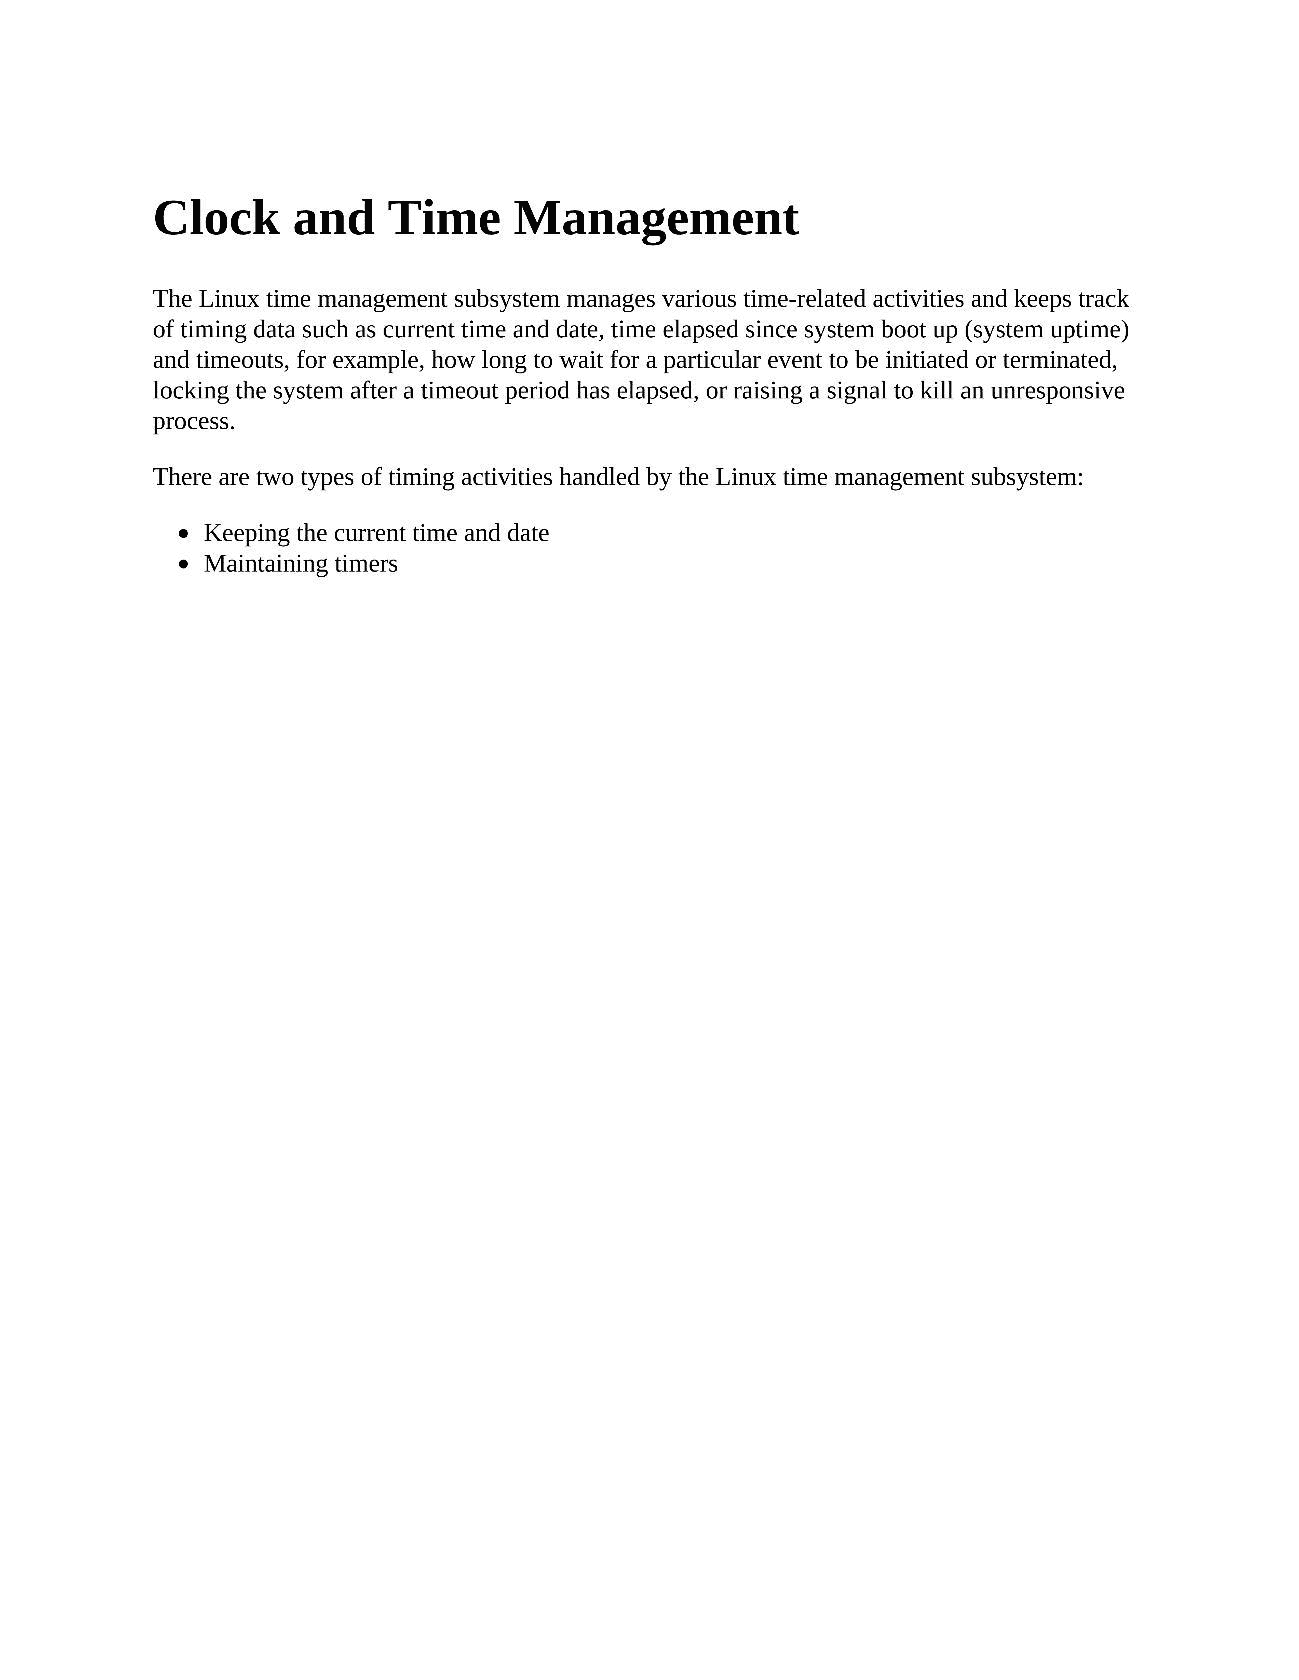 Clock and Time Management
The Linux time management subsystem manages various time-related activities and keeps track
of timing data such as current time and date, time elapsed since system boot up (system uptime)
and timeouts, for example, how long to wait for a particular event to be initiated or terminated,
locking the system after a timeout period has elapsed, or raising a signal to kill an unresponsive
process.
There are two types of timing activities handled by the Linux time management subsystem:
• Keeping the current time and date
• Maintaining timers